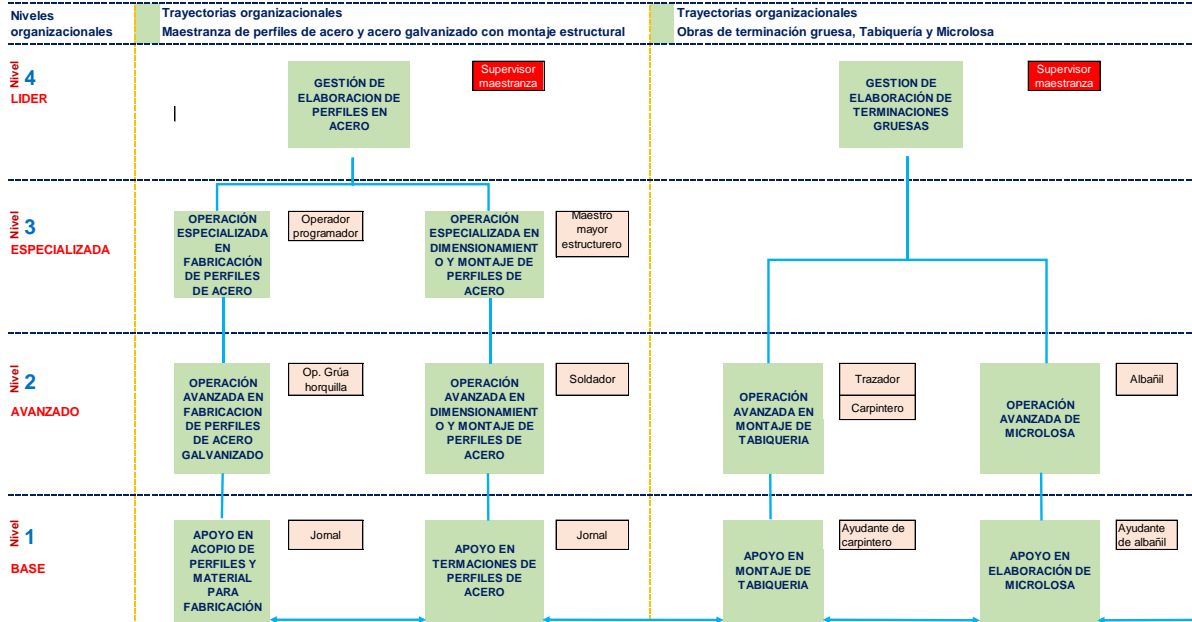 Niveles
organizacionales
Trayectorias organizacionales
Maestranza de perfiles de acero y acero galvanizado con montaje estructural
Trayectorias organizacionales
Obras de terminación gruesa, Tabiquería y Microlosa
Nivel 4
LIDER
GESTIÓN DE
ELABORACION DE
PERFILES EN
ACERO
Supervisor
maestranza
GESTION DE
ELABORACIÓN DE
TERMINACIONES
GRUESAS
Supervisor
maestranza
Nivel 3
ESPECIALIZADA
OPERACIÓN
ESPECIALIZADA
EN
FABRICACIÓN
DE PERFILES
DE ACERO
Operador
programador
OPERACIÓN
ESPECIALIZADA EN
DIMENSIONAMIENT
O Y MONTAJE DE
PERFILES DE
ACERO
Maestro
mayor
estructurero
Nivel 2
AVANZADO
OPERACIÓN
AVANZADA EN
FABRICACION
DE PERFILES
DE ACERO
GALVANIZADO
Op. Grúa
horquilla
OPERACIÓN
AVANZADA EN
DIMENSIONAMIENT
O Y MONTAJE DE
PERFILES DE
ACERO
Soldador
OPERACIÓN
AVANZADA EN
MONTAJE DE
TABIQUERIA
Trazador
Carpintero
OPERACIÓN
AVANZADA DE
MICROLOSA
Albañil
Nivel 1
BASE
APOYO EN
ACOPIO DE
PERFILES Y
MATERIAL
PARA
FABRICACIÓN
Jornal
APOYO EN
TERMACIONES DE
PERFILES DE
ACERO
Jornal
APOYO EN
MONTAJE DE
TABIQUERIA
Ayudante de
carpintero
APOYO EN
ELABORACIÓN DE
MICROLOSA
Ayudante
de albañil